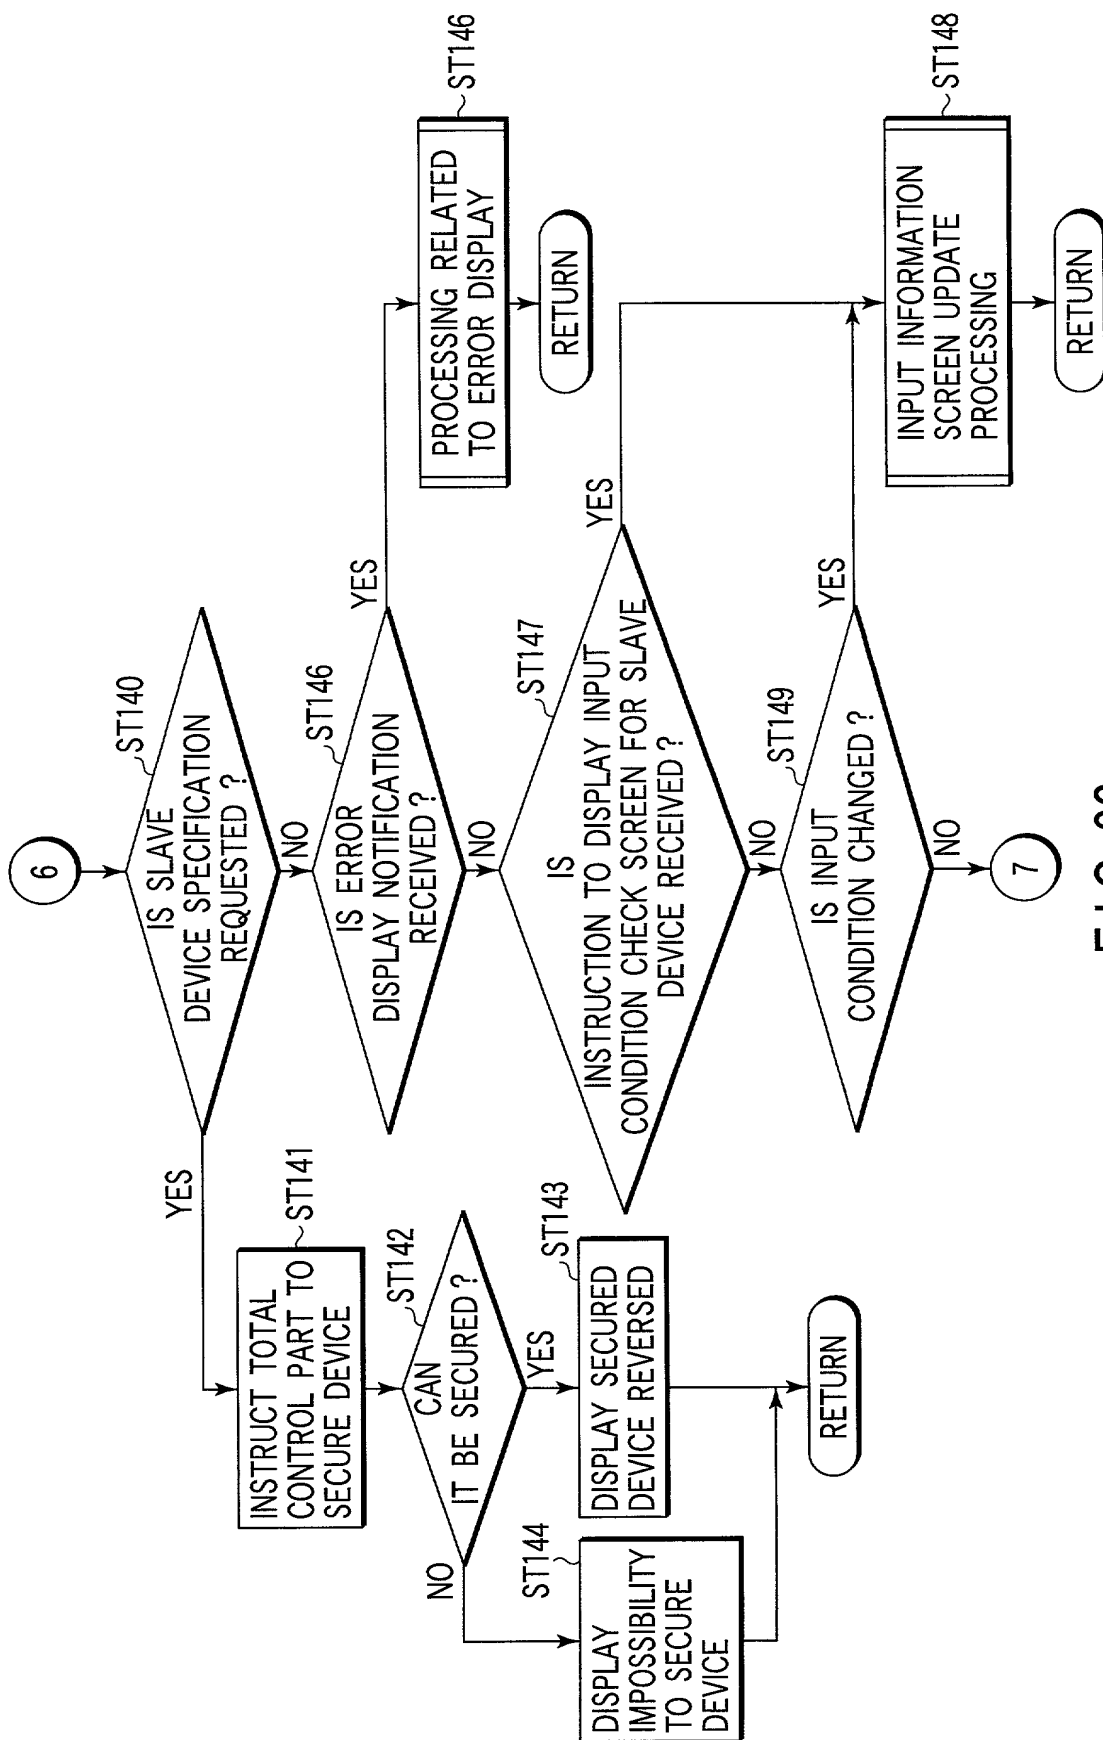 6
IS SLAVE
DEVICE SPECIFICATION
REQUESTED ?
ST140
YES
NO
INSTRUCT TOTAL
CONTROL PART TO
SECURE DEVICE
ST141
CAN
IT BE SECURED ?
ST142
NO
YES
DISPLAY
IMPOSSIBILITY
TO SECURE
DEVICE
ST144
DISPLAY SECURED
DEVICE REVERSED
ST143
RETURN
IS ERROR
DISPLAY NOTIFICATION
RECEIVED ?
ST146
YES
NO
PROCESSING RELATED
TO ERROR DISPLAY
ST146
RETURN
IS
INSTRUCTION TO DISPLAY INPUT
CONDITION CHECK SCREEN FOR SLAVE
DEVICE RECEIVED ?
ST147
YES
NO
IS INPUT
CONDITION CHANGED ?
ST149
YES
NO
INPUT INFORMATION
SCREEN UPDATE
PROCESSING
ST148
RETURN
7